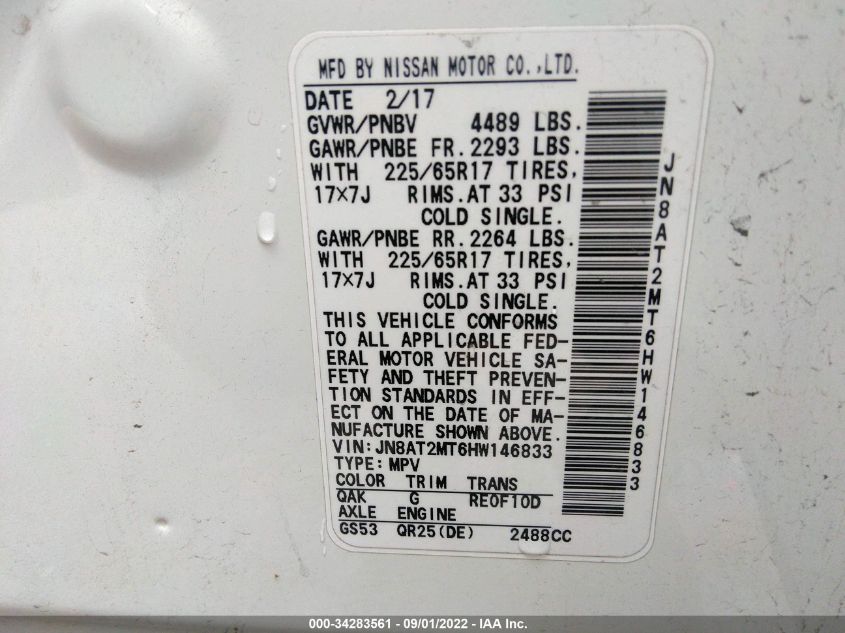 MFD BY NISSAN MOTOR CO.,LTD.
DATE 2/17
GVWR/PNBV 4489 LBS.
GAWR/PNBE FR. 2293 LBS.
WITH 225/65R17 TIRES,
17×7J RIMS.AT 33 PSI
COLD SINGLE.
GAWR/PNBE RR. 2264 LBS.
WITH 225/65R17 TIRES,
17×7J RIMS.AT 33 PSI
COLD SINGLE.
THIS VEHICLE CONFORMS
TO ALL APPLICABLE FED-
ERAL MOTOR VEHICLE SA-
FETY AND THEFT PREVEN-
TION STANDARDS IN EFF-
ECT ON THE DATE OF MA-
NUFACTURE SHOWN ABOVE.
VIN:JN8AT2MT6HW146833
TYPE:MPV
COLOR TRIM TRANS
QAK G RE0F10D
AXLE ENGINE
GS53 QR25(DE) 2488CC
JN8AT2MT6HW146833
000-34283561 - 09/01/2022 - IAA Inc.